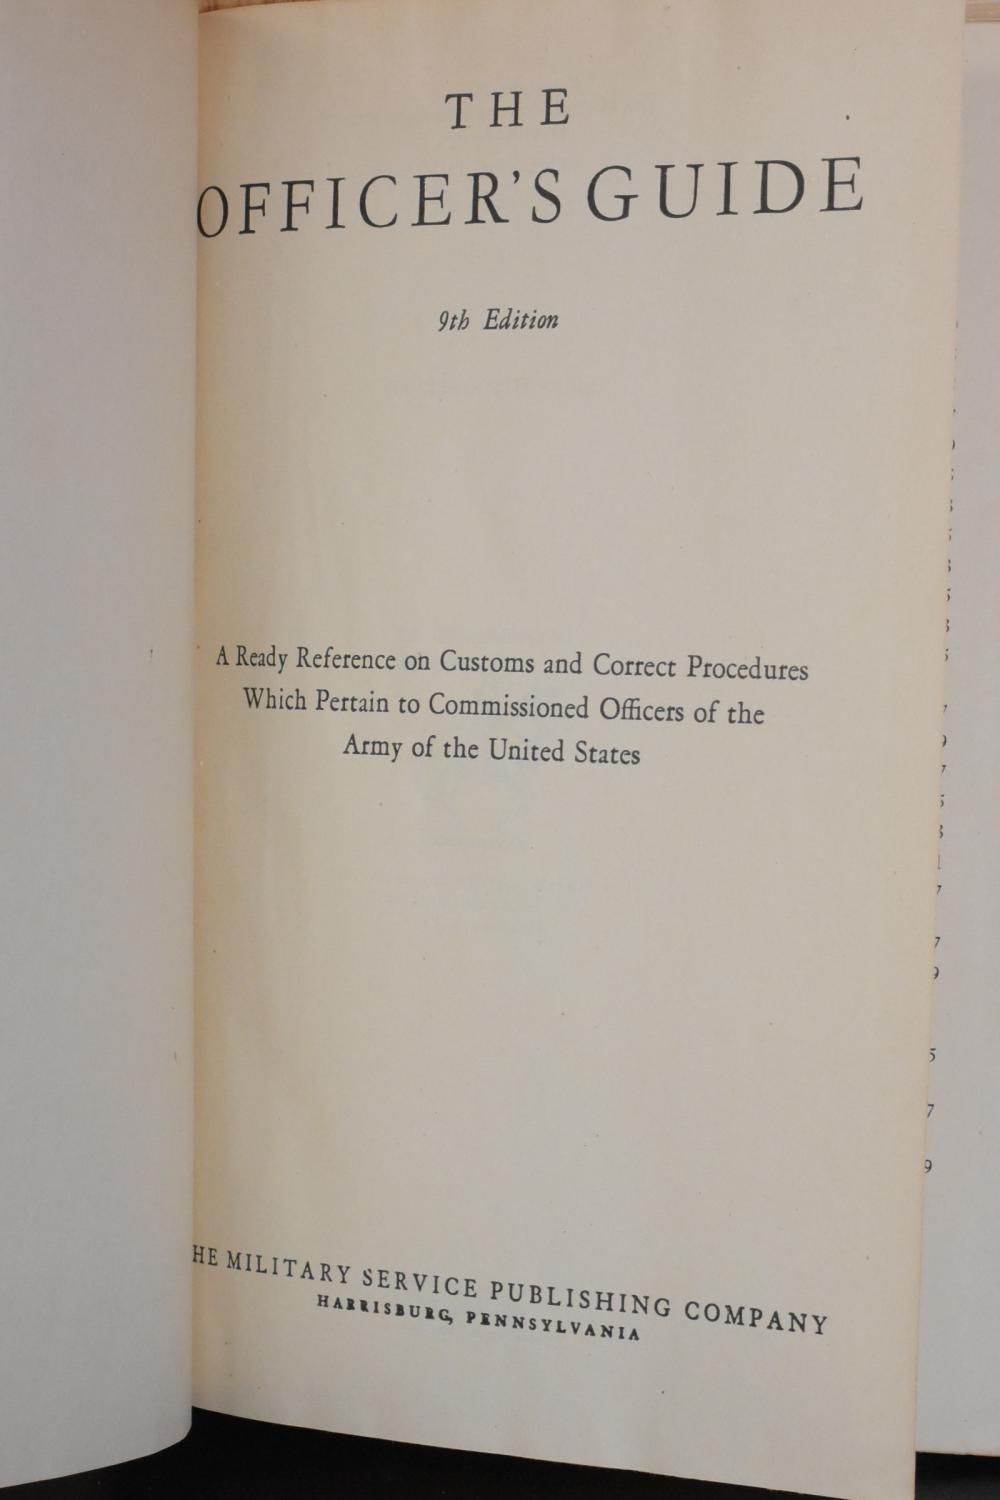 THE
OFFICER'S GUIDE
9th Edition
A Ready Reference on Customs and Correct Procedures
Which Pertain to Commissioned Officers of the
Army of the United States
HE MILITARY SERVICE PUBLISHING COMPANY
HARRISBURG, PENNSYLVANIA